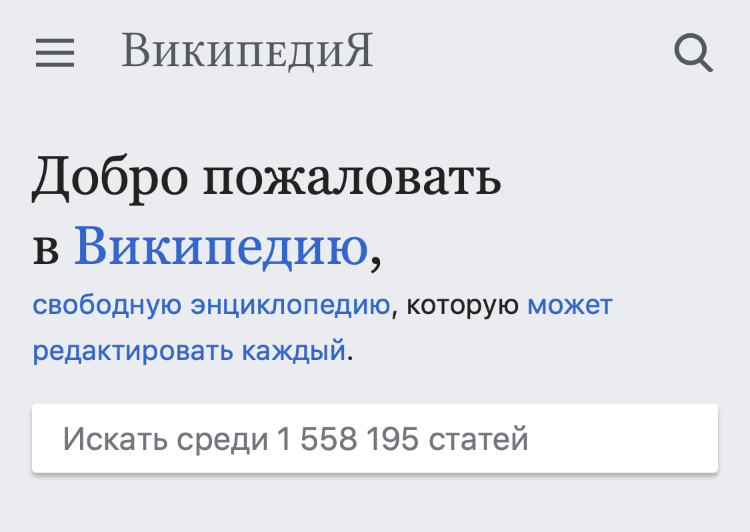 ВикипедиЯ
Добро пожаловать
в Википедию,
свободную энциклопедию, которую может
редактировать каждый.
Искать среди 1 558 195 статей